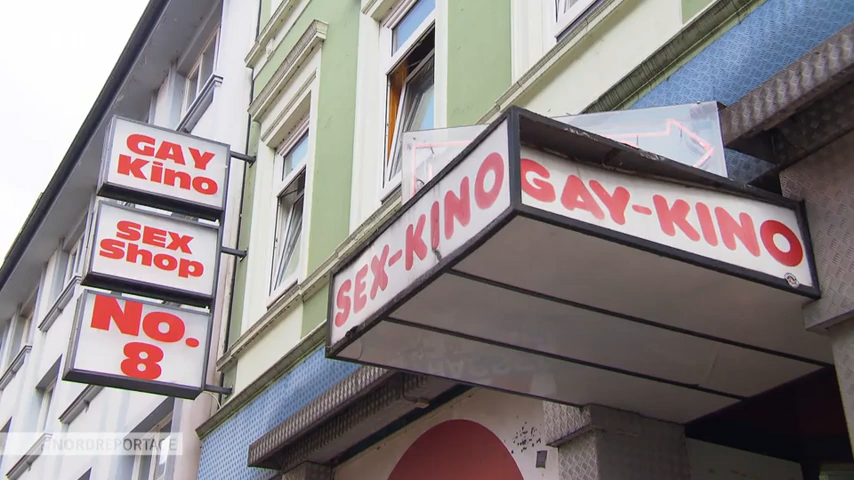 GAY
Kino
SEX
Shop
No.
8
SEX-KINO
GAY-KINO
#NORDREPORTAGE